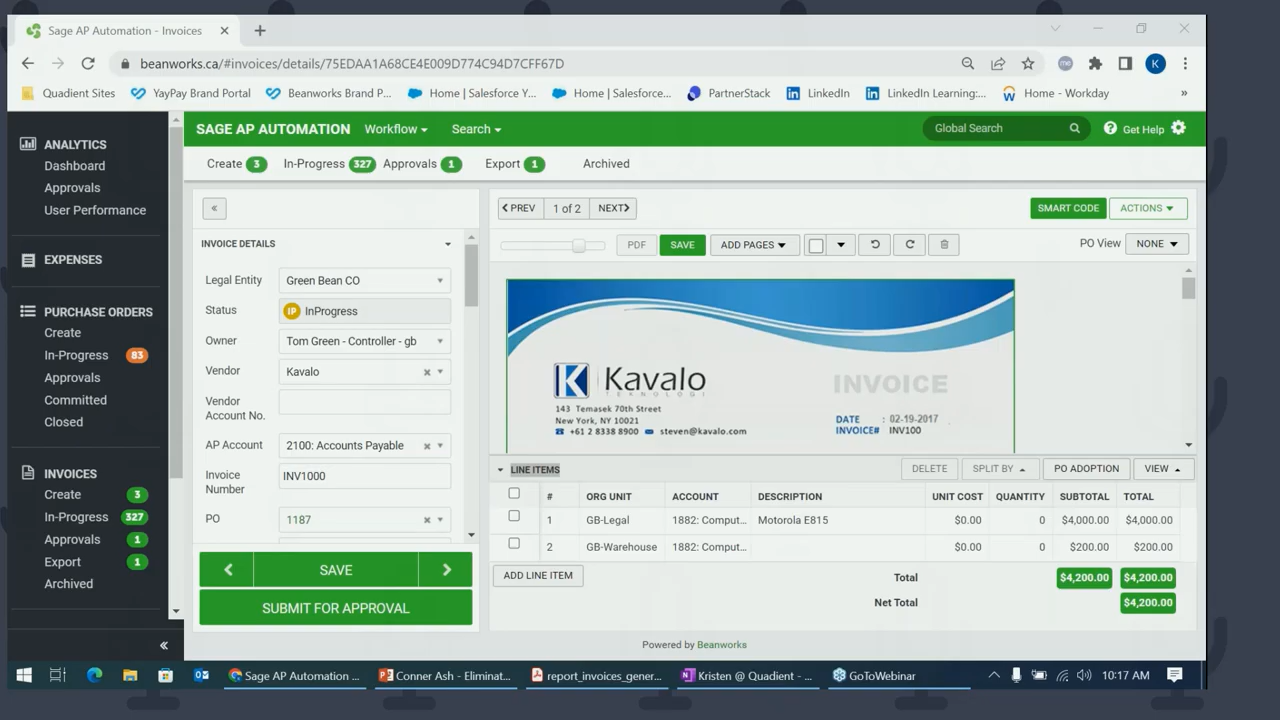 Sage AP Automation - Invoices
beanworks.ca/#invoices/details/75EDAA1A68CE4E009D774C94D7CFF67D
K
Quadient Sites
YayPay Brand Portal
Beanworks Brand P...
Home | Salesforce Y...
Home | Salesforce...
PartnerStack
LinkedIn
LinkedIn Learning:...
Home - Workday
»
SAGE AP AUTOMATION
Workflow
Search
Global Search
Get Help
Create 3
In-Progress 327
Approvals 1
Export 1
Archived
ANALYTICS
Dashboard
Approvals
User Performance
EXPENSES
PURCHASE ORDERS
Create
In-Progress 83
Approvals
Committed
Closed
INVOICES
Create 3
In-Progress 327
Approvals 1
Export 1
Archived
«
«
INVOICE DETAILS
Legal Entity Green Bean CO
Status IP InProgress
Owner Tom Green - Controller - gb
Vendor Kavalo
Vendor
Account No.
AP Account 2100: Accounts Payable
Invoice
Number
INV1000
PO 1187
SAVE
SUBMIT FOR APPROVAL
PREV 1 of 2 NEXT
SMART CODE
ACTIONS
PDF
SAVE
ADD PAGES
PO View NONE
Kavalo
TEKNOLOGI
143 Temasek 70th Street
New York, NY 10021
+61 2 8338 8900 steven@kavalo.com
INVOICE
DATE : 02-19-2017
INVOICE# INV100
LINE ITEMS
DELETE
SPLIT BY
PO ADOPTION
VIEW
# ORG UNIT ACCOUNT DESCRIPTION UNIT COST QUANTITY SUBTOTAL TOTAL
1 GB-Legal 1882: Comput... Motorola E815 $0.00 0 $4,000.00 $4,000.00
2 GB-Warehouse 1882: Comput... $0.00 0 $200.00 $200.00
ADD LINE ITEM
Total $4,200.00 $4,200.00
Net Total $4,200.00
Powered by Beanworks
Sage AP Automation ...
Conner Ash - Eliminat...
report_invoices_gener...
Kristen @ Quadient - ...
GoToWebinar
10:17 AM